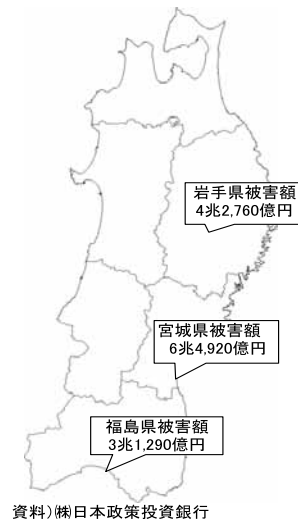 岩手県被害額
4兆2,760億円
宮城県被害額
6兆4,920億円
福島県被害額
3兆1,290億円
資料)㈱日本政策投資銀行